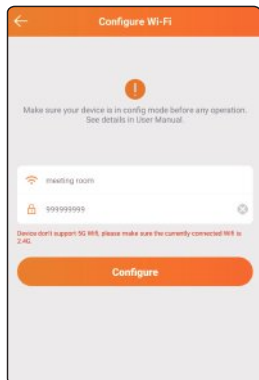 Configure Wi-Fi
Make sure your device is in config mode before any operation.
See details in User Manual.
meeting room
999999999
Device don't support 5G Wifi, please make sure the currently connected Wifi is
2.4G.
Configure